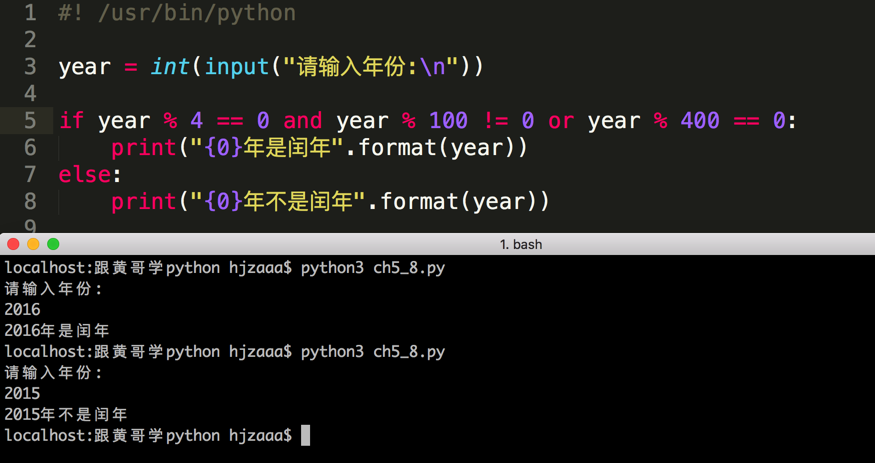 1 #! /usr/bin/python
2
3 year = int(input("请输入年份:\n"))
4
5 if year % 4 == 0 and year % 100 != 0 or year % 400 == 0:
6     print("{0}年是闰年".format(year))
7 else:
8     print("{0}年不是闰年".format(year))
9
1. bash
localhost:跟黄哥学python hjzaaa$ python3 ch5_8.py
请输入年份:
2016
2016年是闰年
localhost:跟黄哥学python hjzaaa$ python3 ch5_8.py
请输入年份:
2015
2015年不是闰年
localhost:跟黄哥学python hjzaaa$